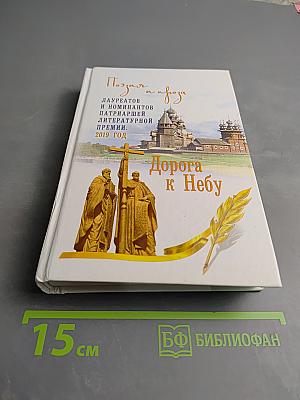 Поэзия и проза
ЛАУРЕАТОВ
И НОМИНАНТОВ
ПАТРИАРШЕЙ
ЛИТЕРАТУРНОЙ
ПРЕМИИ.
2019 ГОД
Дорога
к Небу
15 см
БФ БИБЛИОФАН